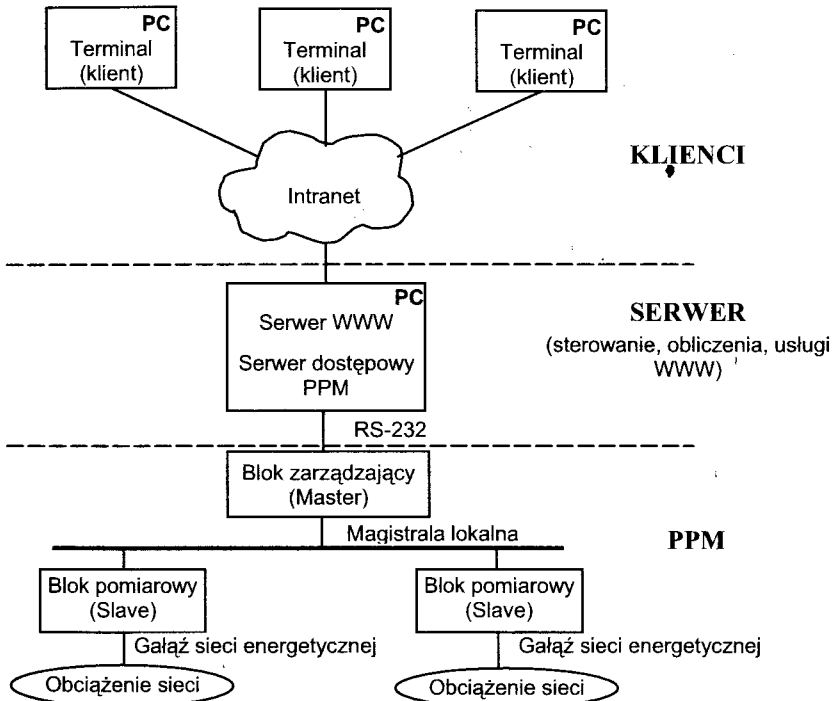 PC
Terminal
(klient)
PC
Terminal
(klient)
PC
Terminal
(klient)
KLIENCI
Intranet
PC
Serwer WWW
Serwer dostępowy
PPM
SERWER
(sterowanie, obliczenia, usługi
WWW)
RS-232
Blok zarządzający
(Master)
Magistrala lokalna
PPM
Blok pomiarowy
(Slave)
Blok pomiarowy
(Slave)
Gałąź sieci energetycznej
Gałąź sieci energetycznej
Obciążenie sieci
Obciążenie sieci